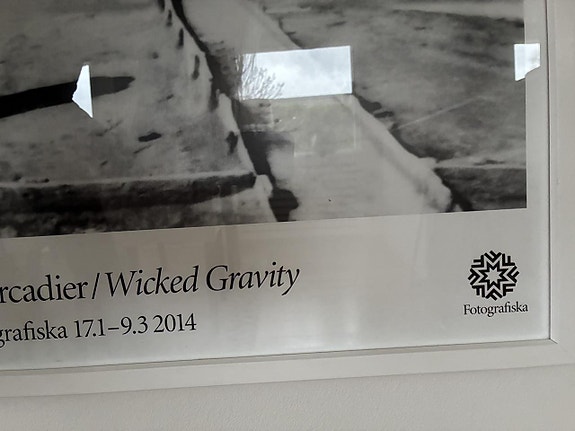 rcadier / Wicked Gravity
grafiska 17.1–9.3 2014
Fotografiska